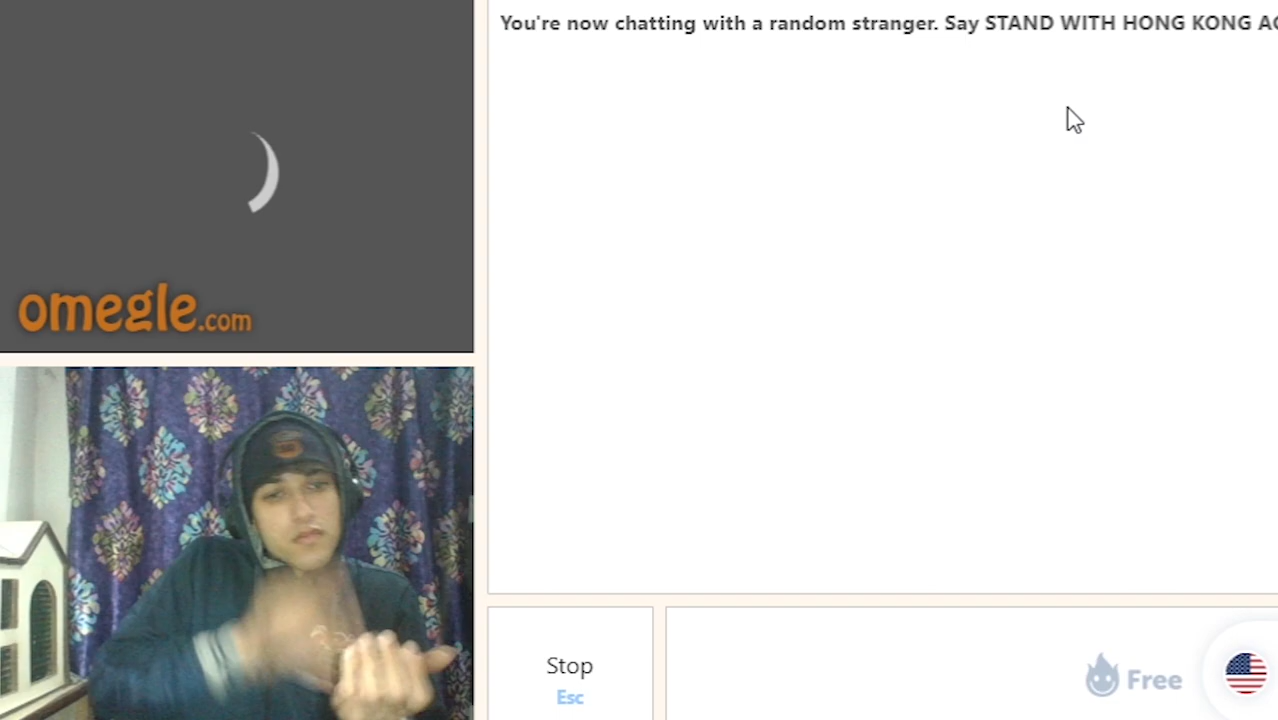 You're now chatting with a random stranger. Say STAND WITH HONG KONG
omegle.com
Stop
Esc
Free